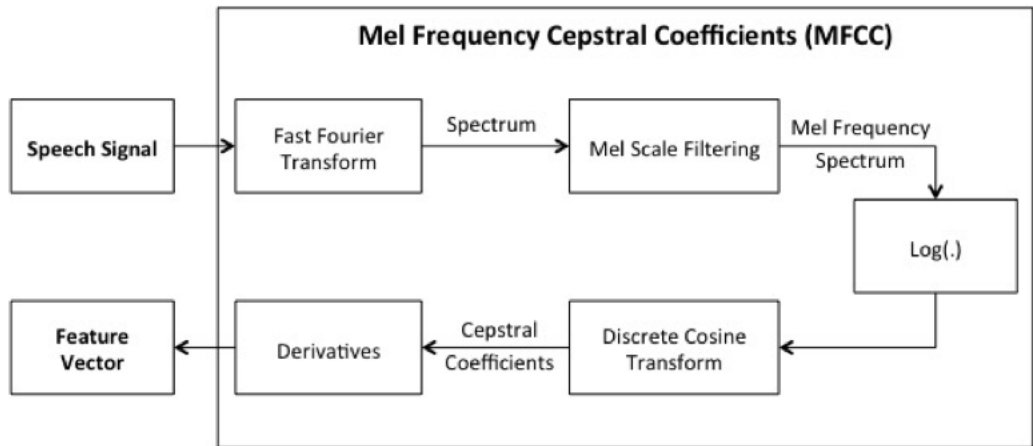 Mel Frequency Cepstral Coefficients (MFCC)
Speech Signal
Fast Fourier
Transform
Spectrum
Mel Scale Filtering
Mel Frequency
Spectrum
Log(.)
Discrete Cosine
Transform
Cepstral
Coefficients
Derivatives
Feature
Vector